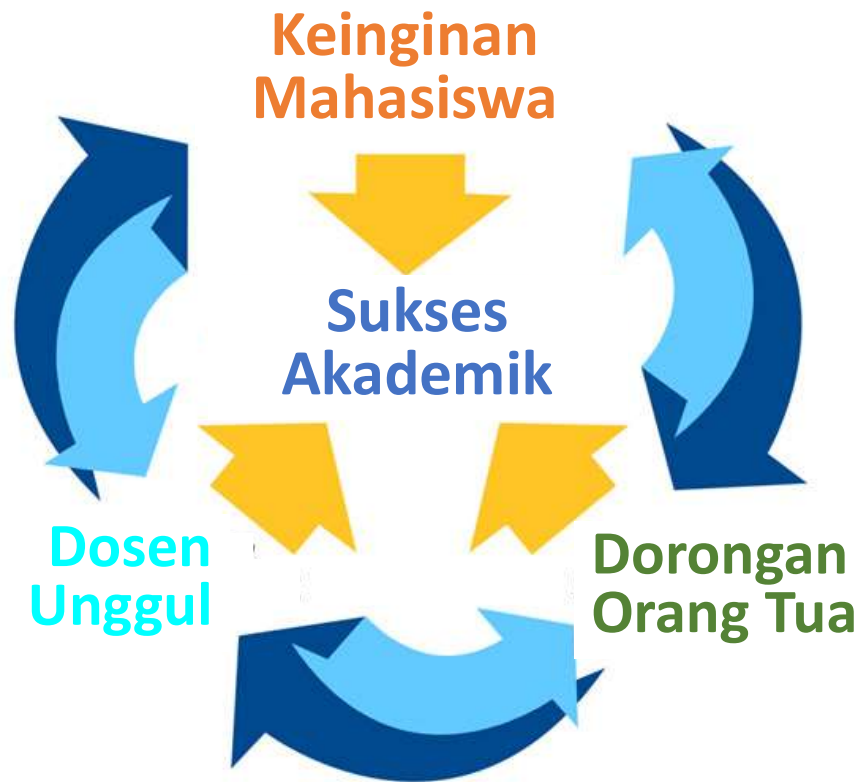 Keinginan
Mahasiswa
Sukses
Akademik
Dosen
Unggul
Dorongan
Orang Tua